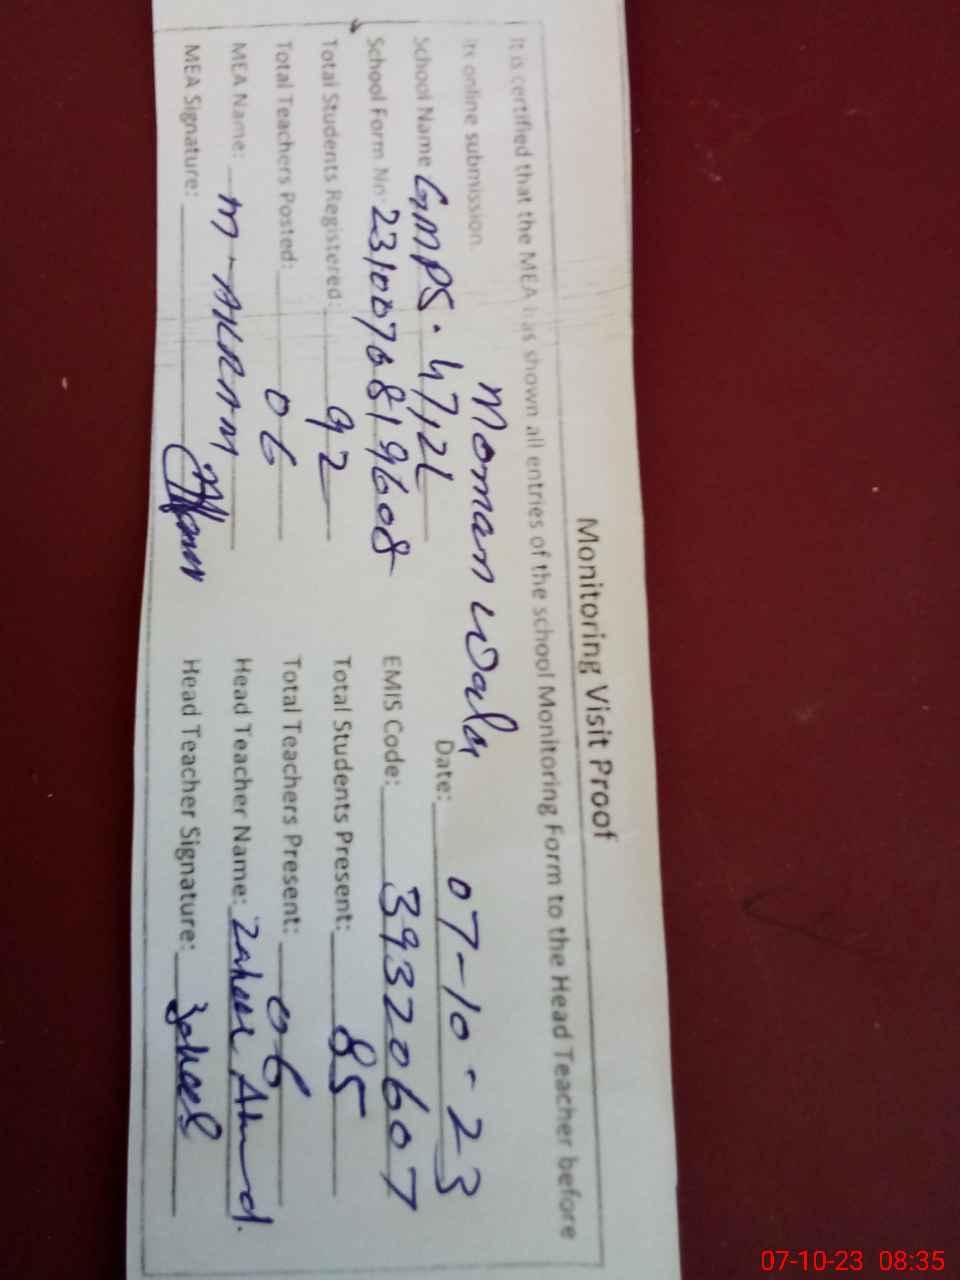 Monitoring Visit Proof
It is certified that the MEA has shown all entries of the school Monitoring Form to the Head Teacher before
its online submission.
Moman Wala
School Name GMPS. 47/2L Date: 07-10-23
School Form No: 2310070819608 EMIS Code: 39320607
Total Students Registered: 92 Total Students Present: 85
Total Teachers Posted: 06 Total Teachers Present: 06
MEA Name: M. AKRAM Head Teacher Name: Zaheer Ahmd.
MEA Signature: Head Teacher Signature: Zaheer
07-10-23 08:35